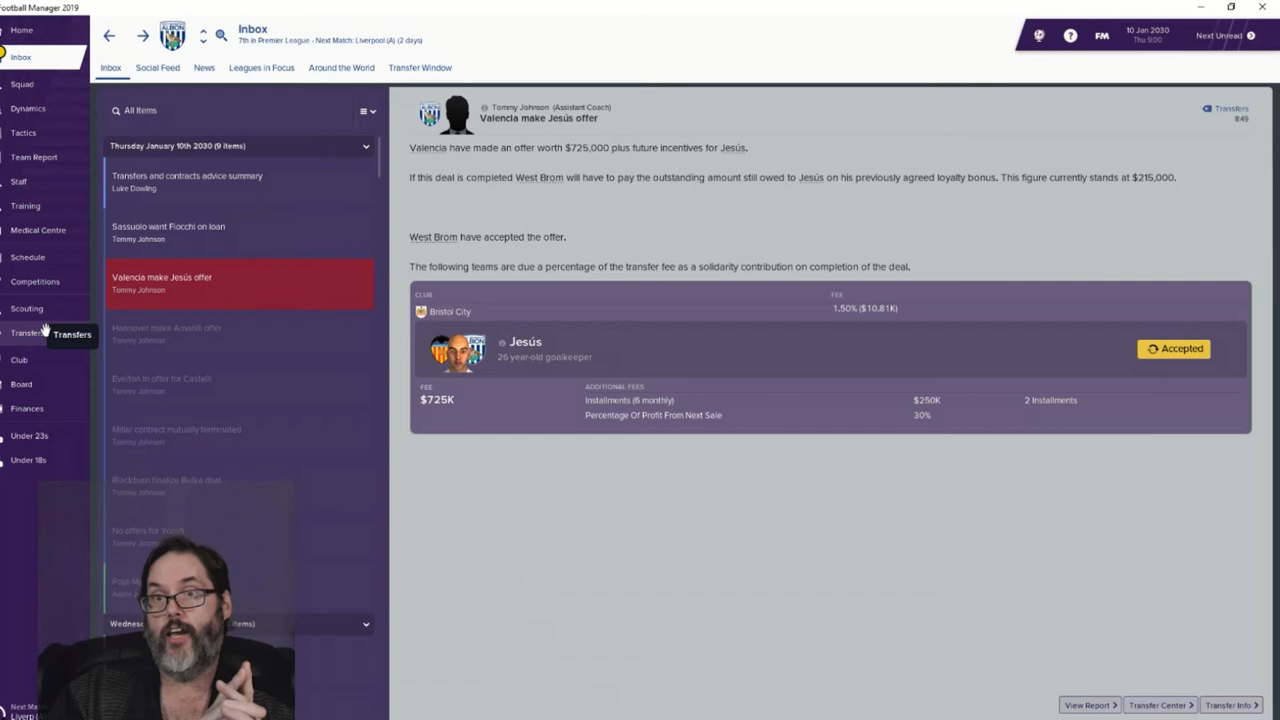 Football Manager 2019
Home
Inbox
Squad
Dynamics
Tactics
Team Report
Staff
Training
Medical Centre
Schedule
Competitions
Scouting
Transfers
Transfers
Club
Board
Finances
Under 23s
Under 18s
Inbox
7th in Premier League - Next Match: Liverpool (A) (2 days)
FM
10 Jan 2030
Thu 9:00
Next Unread
Inbox
Social Feed
News
Leagues in Focus
Around the World
Transfer Window
All Items
Thursday January 10th 2030 (9 items)
Transfers and contracts advice summary
Luke Dowling
Sassuolo want Fiocchi on loan
Tommy Johnson
Valencia make Jesús offer
Tommy Johnson
Hannover make Amarilli offer
Tommy Johnson
Everton in offer for Castelli
Tommy Johnson
Millar contract mutually terminated
Tommy Johnson
Blackburn finalize Bulka deal
Tommy Johnson
No offers for
Post-M
Wednes
items)
Tommy Johnson (Assistant Coach)
Valencia make Jesús offer
Transfers
8:49
Valencia have made an offer worth $725,000 plus future incentives for Jesús.
If this deal is completed West Brom will have to pay the outstanding amount still owed to Jesús on his previously agreed loyalty bonus. This figure currently stands at $215,000.
West Brom have accepted the offer.
The following teams are due a percentage of the transfer fee as a solidarity contribution on completion of the deal.
CLUB
FEE
Bristol City
1.50% ($10.81K)
Jesús
26 year-old goalkeeper
Accepted
FEE
ADDITIONAL FEES
$725K
Installments (6 monthly)
$250K
2 Installments
Percentage Of Profit From Next Sale
30%
View Report
Transfer Center
Transfer Info
Next Ma
Liverp (A